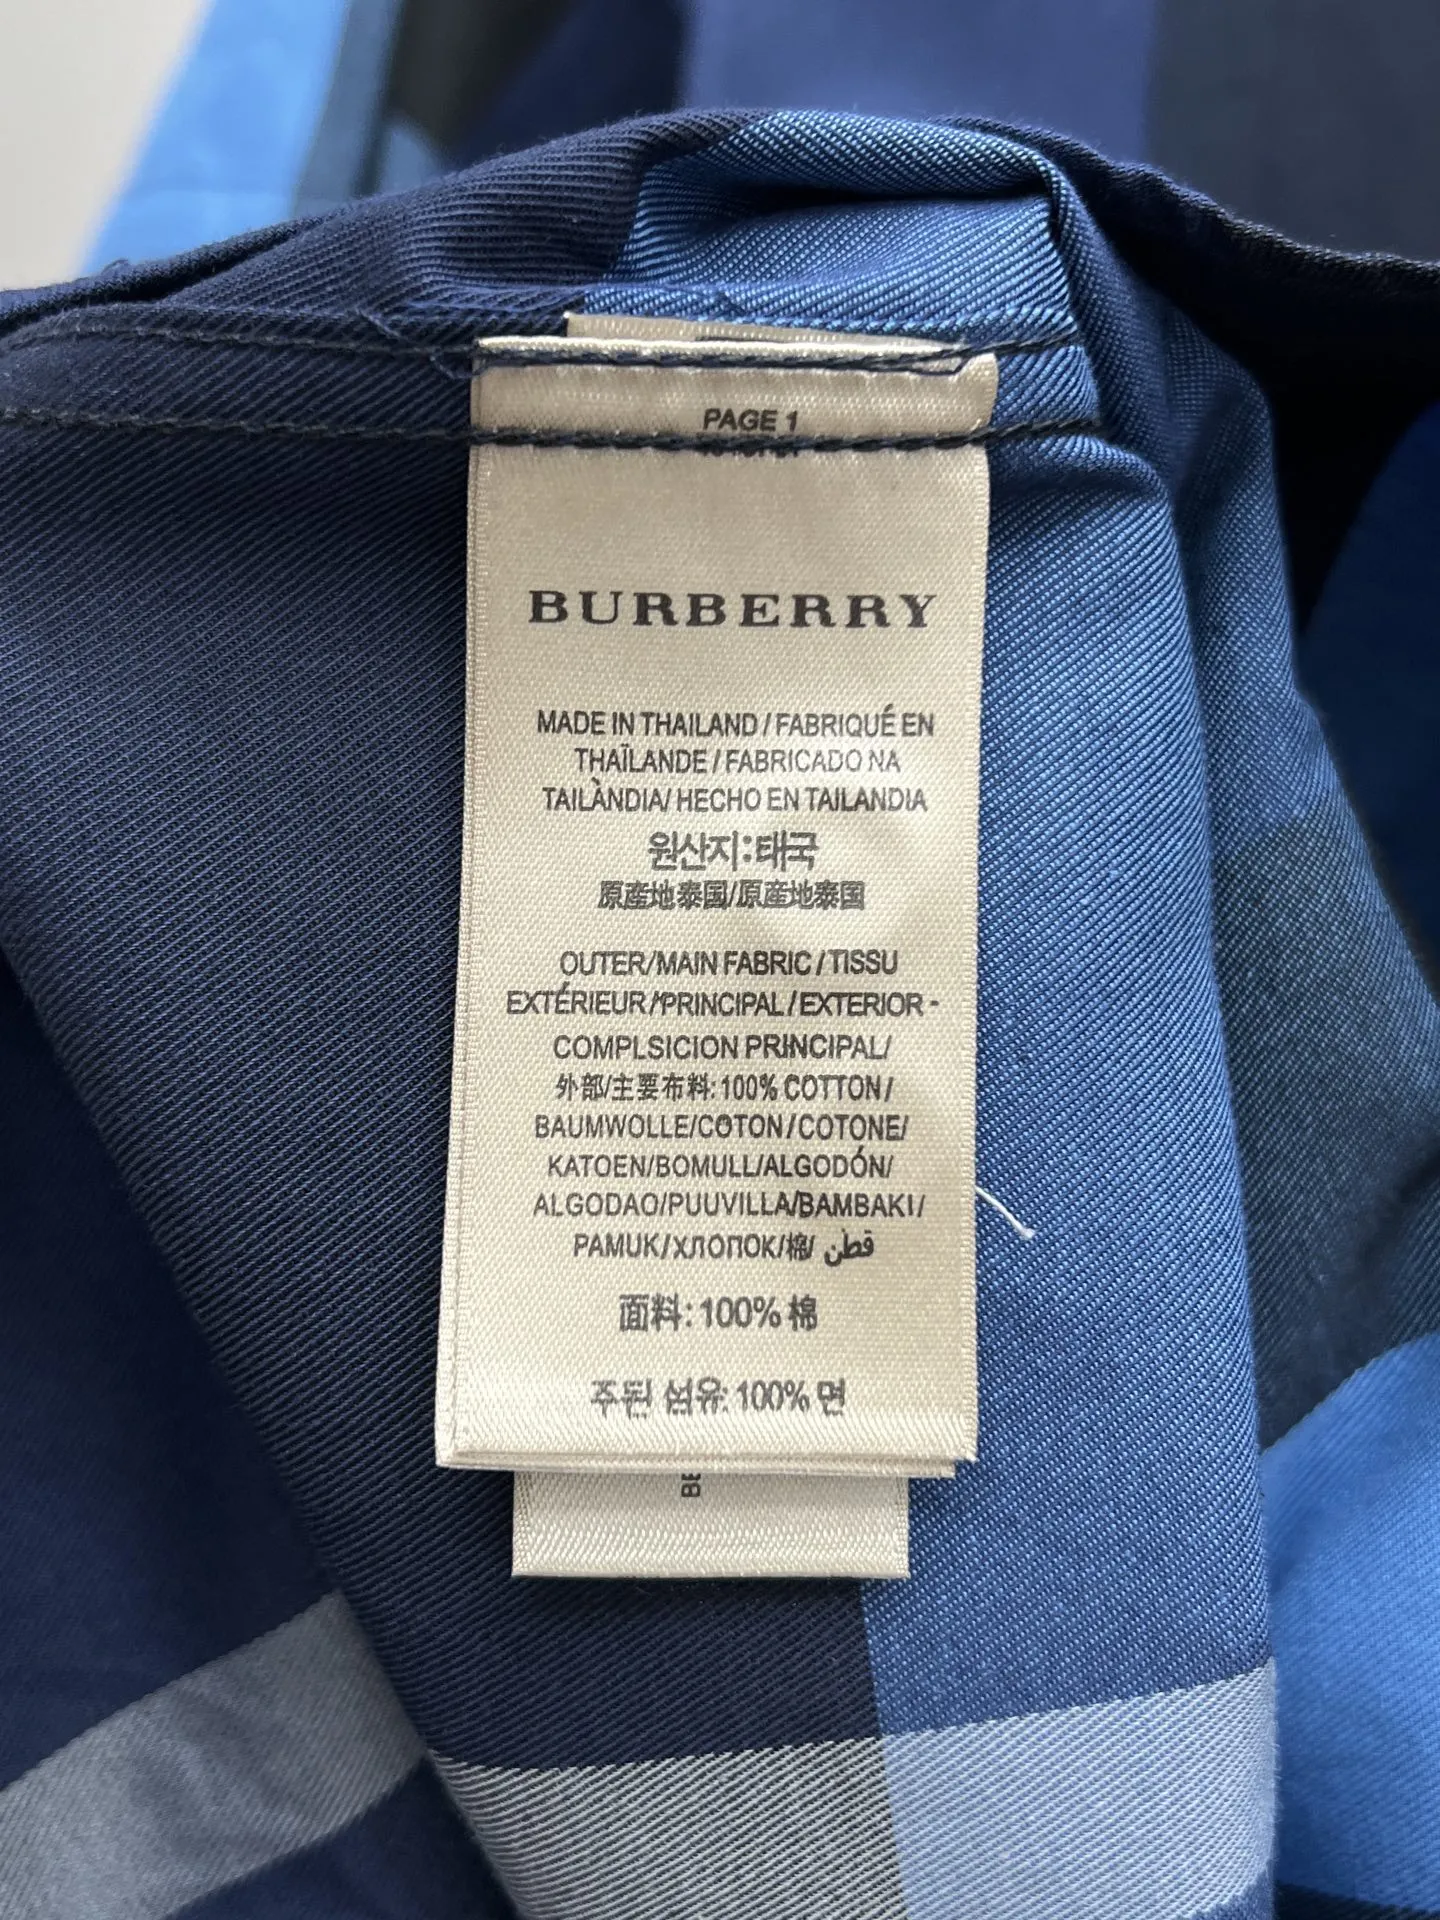 PAGE 1
BURBERRY
MADE IN THAILAND / FABRIQUÉ EN
THAÏLANDE / FABRICADO NA
TAILÀNDIA/ HECHO EN TAILANDIA
원산지:태국
原産地泰国/原産地泰国
OUTER/MAIN FABRIC / TISSU
EXTÉRIEUR/PRINCIPAL/EXTERIOR -
COMPLSICION PRINCIPAL/
外部/主要布料: 100% COTTON /
BAUMWOLLE/COTON/COTONE/
KATOEN/BOMULL/ALGODÓN/
ALGODAO/PUUVILLA/BAMBAKI/
PAMUK/ХЛОПОК/棉/ قطن
面料: 100% 棉
주된 섬유: 100% 면